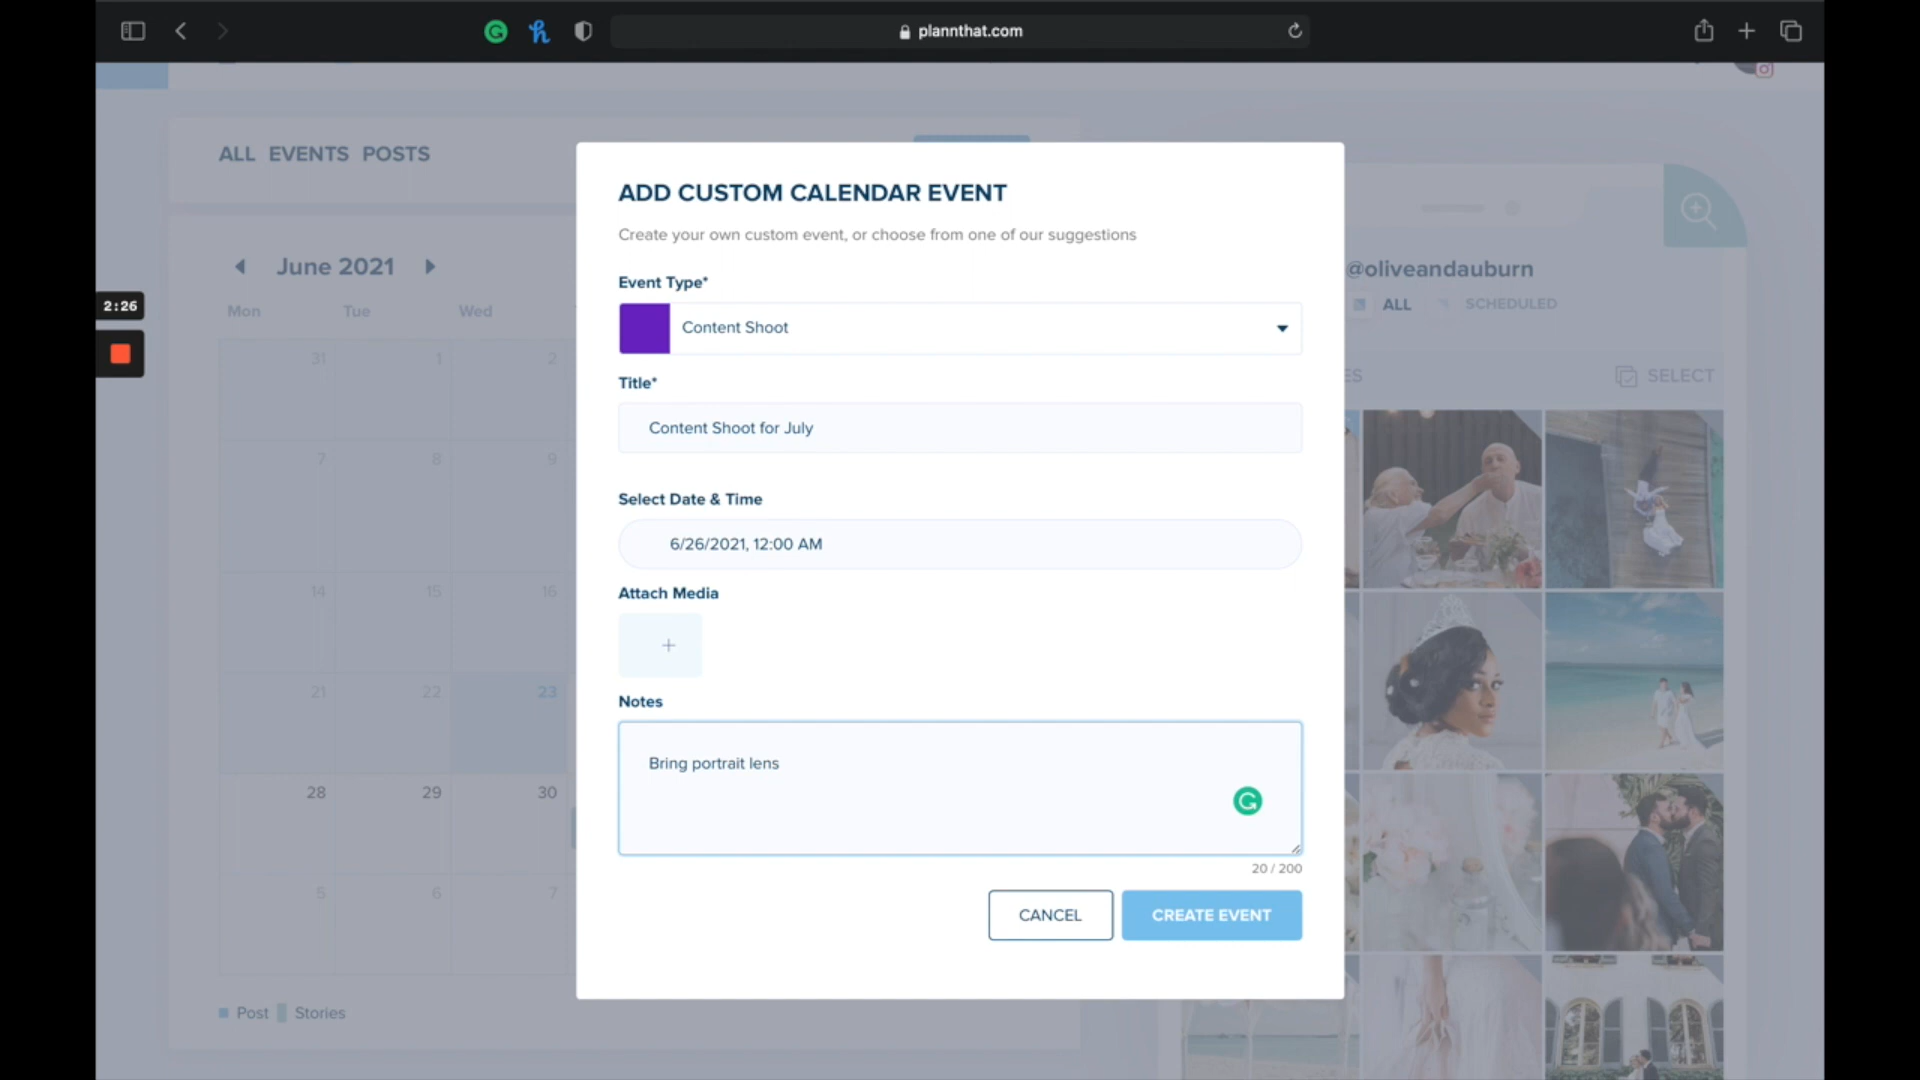 plannthat.com
ALL EVENTS POSTS
ADD CUSTOM CALENDAR EVENT
Create your own custom event, or choose from one of our suggestions
June 2021
@oliveandauburn
Event Type*
2:26
Mon Tue Wed
ALL SCHEDULED
Content Shoot
31 1 2
Title*
ES SELECT
Content Shoot for July
7 8 9
Select Date & Time
6/26/2021, 12:00 AM
14 15 16
Attach Media
+
21 22 23
Notes
Bring portrait lens
28 29 30
20 / 200
5 6 7
CANCEL CREATE EVENT
Post Stories